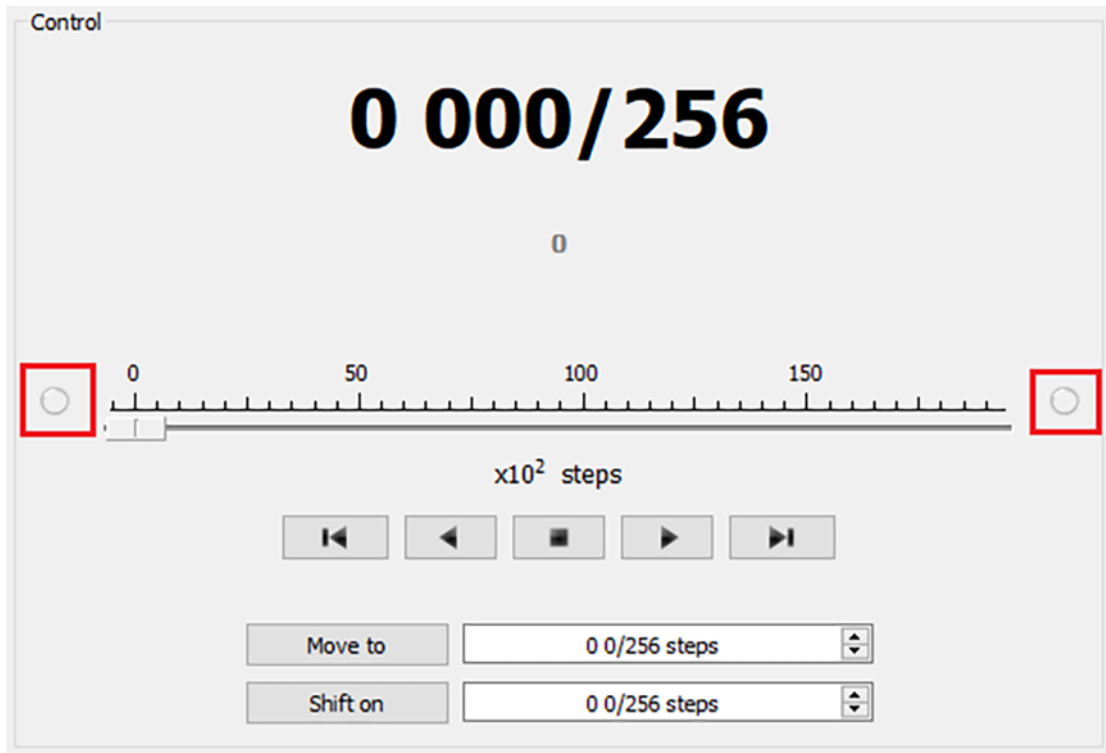 Control
0 000/256
0
0 50 100 150
x10² steps
Move to 0 0/256 steps
Shift on 0 0/256 steps